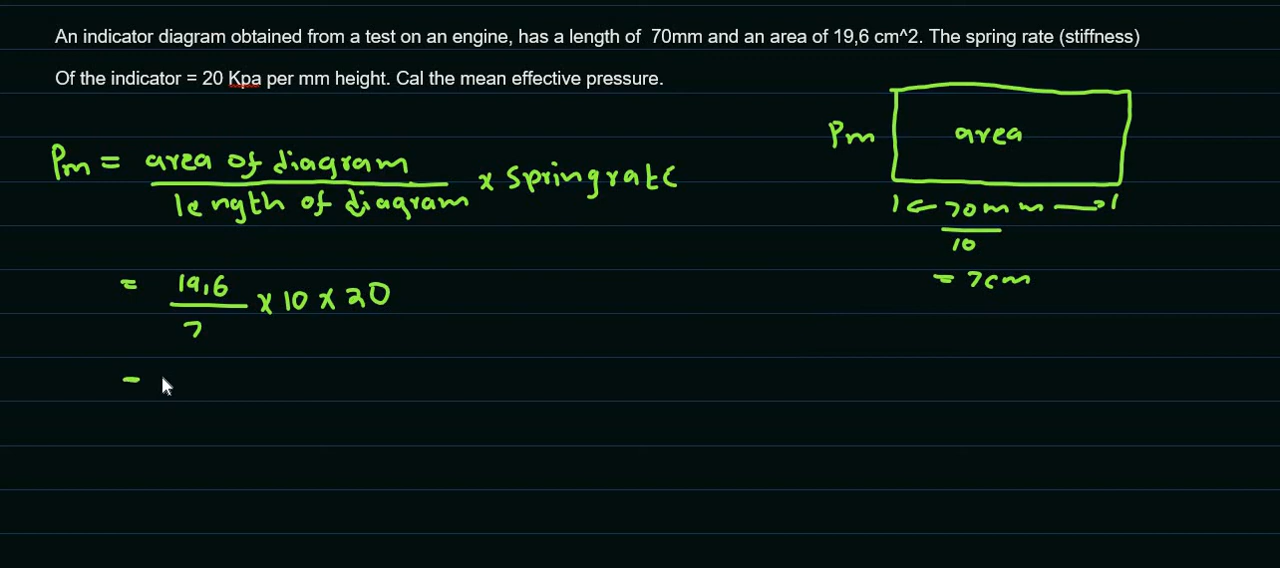 An indicator diagram obtained from a test on an engine, has a length of 70mm and an area of 19,6 cm^2. The spring rate (stiffness)
Of the indicator = 20 Kpa per mm height. Cal the mean effective pressure.
Pm = area of diagram / length of diagram × spring rate
Pm area
70mm
10
= 7cm
= 19,6 / 7 × 10 × 20
=